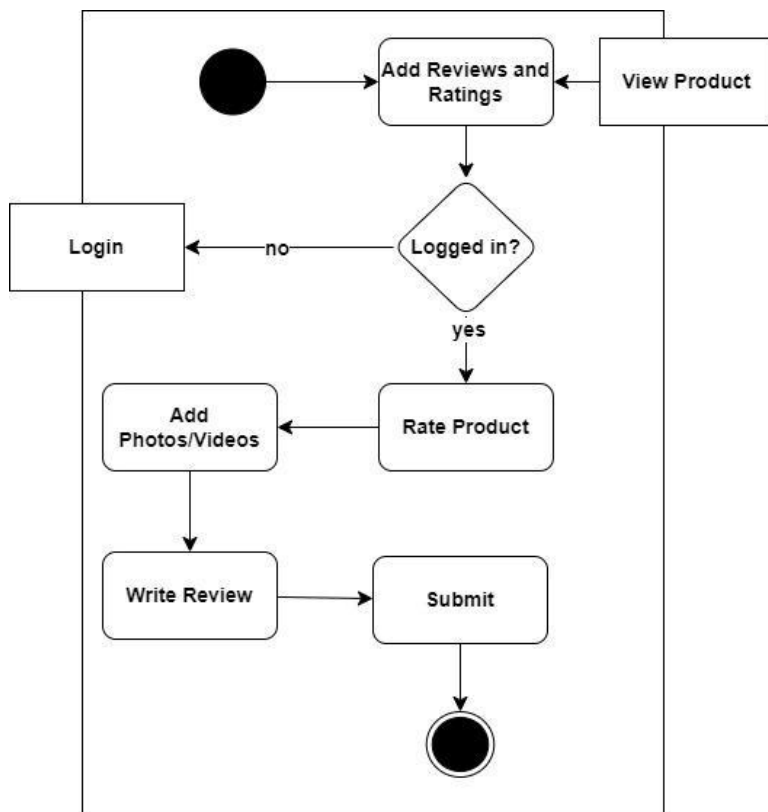 Add Reviews and
Ratings
View Product
Login
no
Logged in?
yes
Add
Photos/Videos
Rate Product
Write Review
Submit